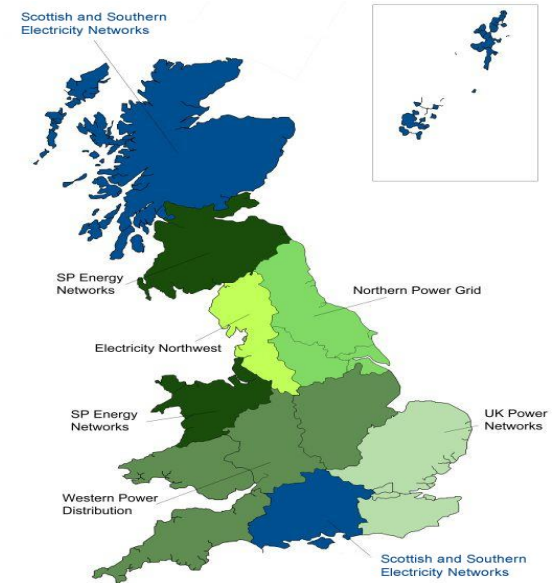 Scottish and Southern
Electricity Networks
SP Energy
Networks
Northern Power Grid
Electricity Northwest
SP Energy
Networks
UK Power
Networks
Western Power
Distribution
Scottish and Southern
Electricity Networks